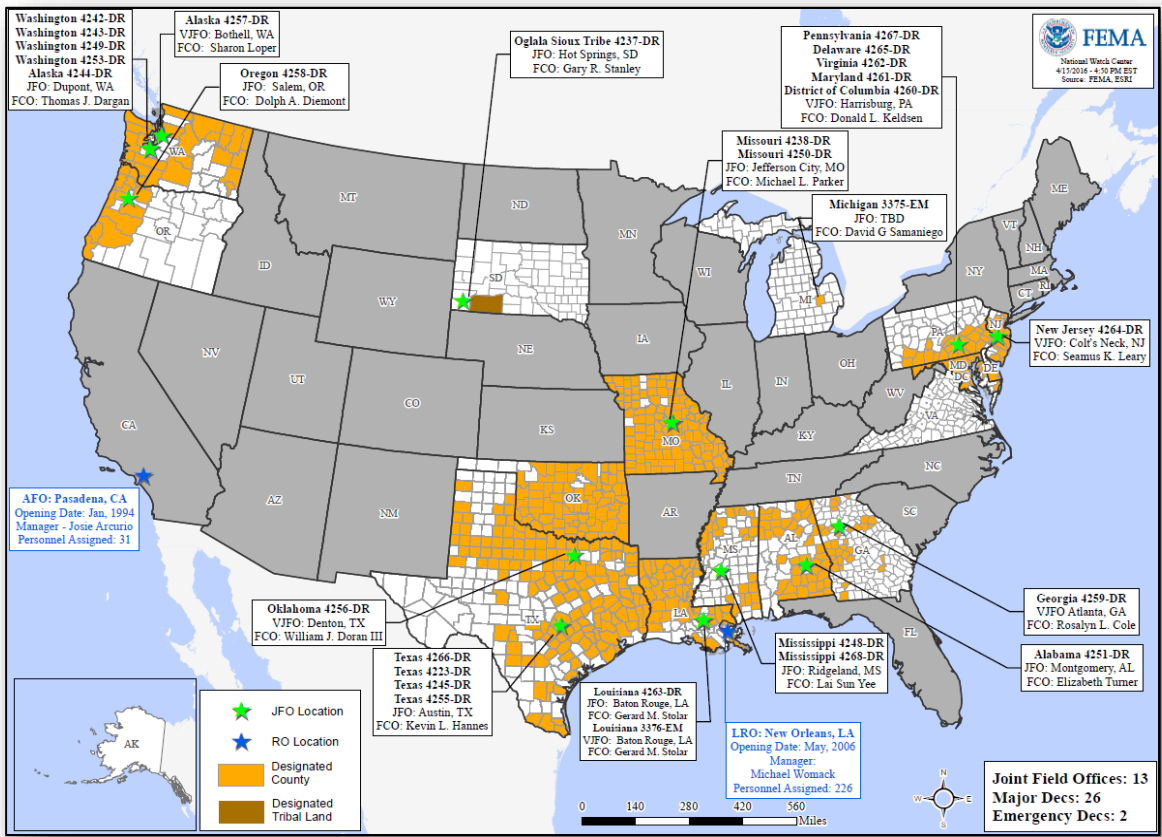 Washington 4242-DR
Washington 4243-DR
Washington 4249-DR
Washington 4253-DR
Alaska 4244-DR
JFO: Dupont, WA
FCO: Thomas J. Dargan
Alaska 4257-DR
VJFO: Bothell, WA
FCO: Sharon Loper
Oregon 4258-DR
JFO: Salem, OR
FCO: Dolph A. Diemont
Oglala Sioux Tribe 4237-DR
JFO: Hot Springs, SD
FCO: Gary R. Stanley
Pennsylvania 4267-DR
Delaware 4265-DR
Virginia 4262-DR
Maryland 4261-DR
District of Columbia 4260-DR
VJFO: Harrisburg, PA
FCO: Donald L. Keldsen
FEMA
National Watch Center
4/15/2016 - 4:50 PM EST
Source: FEMA, ESRI
Missouri 4238-DR
Missouri 4250-DR
JFO: Jefferson City, MO
FCO: Michael L. Parker
Michigan 3375-EM
JFO: TBD
FCO: David G Samaniego
New Jersey 4264-DR
VJFO: Colt's Neck, NJ
FCO: Seamus K. Leary
WA
OR
MT
ID
WY
ND
SD
MN
WI
MI
ME
VT
NH
NY
MA
RI
CT
PA
NJ
MD
DE
DC
NE
IA
IL
IN
OH
WV
VA
NV
UT
CO
KS
MO
KY
CA
AZ
NM
OK
AR
TN
NC
SC
MS
AL
GA
TX
LA
FL
AK
AFO: Pasadena, CA
Opening Date: Jan, 1994
Manager - Josie Arcurio
Personnel Assigned: 31
Oklahoma 4256-DR
VJFO: Denton, TX
FCO: William J. Doran III
Texas 4266-DR
Texas 4223-DR
Texas 4245-DR
Texas 4255-DR
JFO: Austin, TX
FCO: Kevin L. Hannes
Louisiana 4263-DR
JFO: Baton Rouge, LA
FCO: Gerard M. Stolar
Louisiana 3376-EM
VJFO: Baton Rouge, LA
FCO: Gerard M. Stolar
LRO: New Orleans, LA
Opening Date: May, 2006
Manager:
Michael Womack
Personnel Assigned: 226
Mississippi 4248-DR
Mississippi 4268-DR
JFO: Ridgeland, MS
FCO: Lai Sun Yee
Georgia 4259-DR
VJFO Atlanta, GA
FCO: Rosalyn L. Cole
Alabama 4251-DR
JFO: Montgomery, AL
FCO: Elizabeth Turner
JFO Location
RO Location
Designated
County
Designated
Tribal Land
0 140 280 420 560
Miles
N
W E
S
Joint Field Offices: 13
Major Decs: 26
Emergency Decs: 2